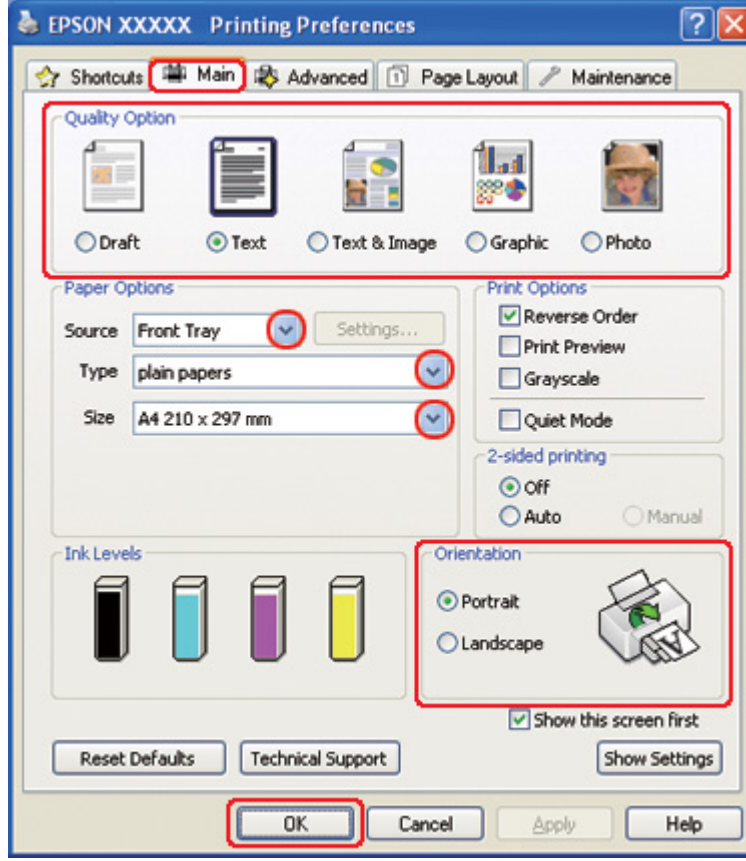 EPSON XXXXX Printing Preferences
Shortcuts Main Advanced Page Layout Maintenance
Quality Option
Draft Text Text & Image Graphic Photo
Paper Options
Source Front Tray Settings...
Type plain papers
Size A4 210 x 297 mm
Print Options
Reverse Order
Print Preview
Grayscale
Quiet Mode
2-sided printing
Off
Auto Manual
Ink Levels
Orientation
Portrait
Landscape
Show this screen first
Reset Defaults Technical Support Show Settings
OK Cancel Apply Help